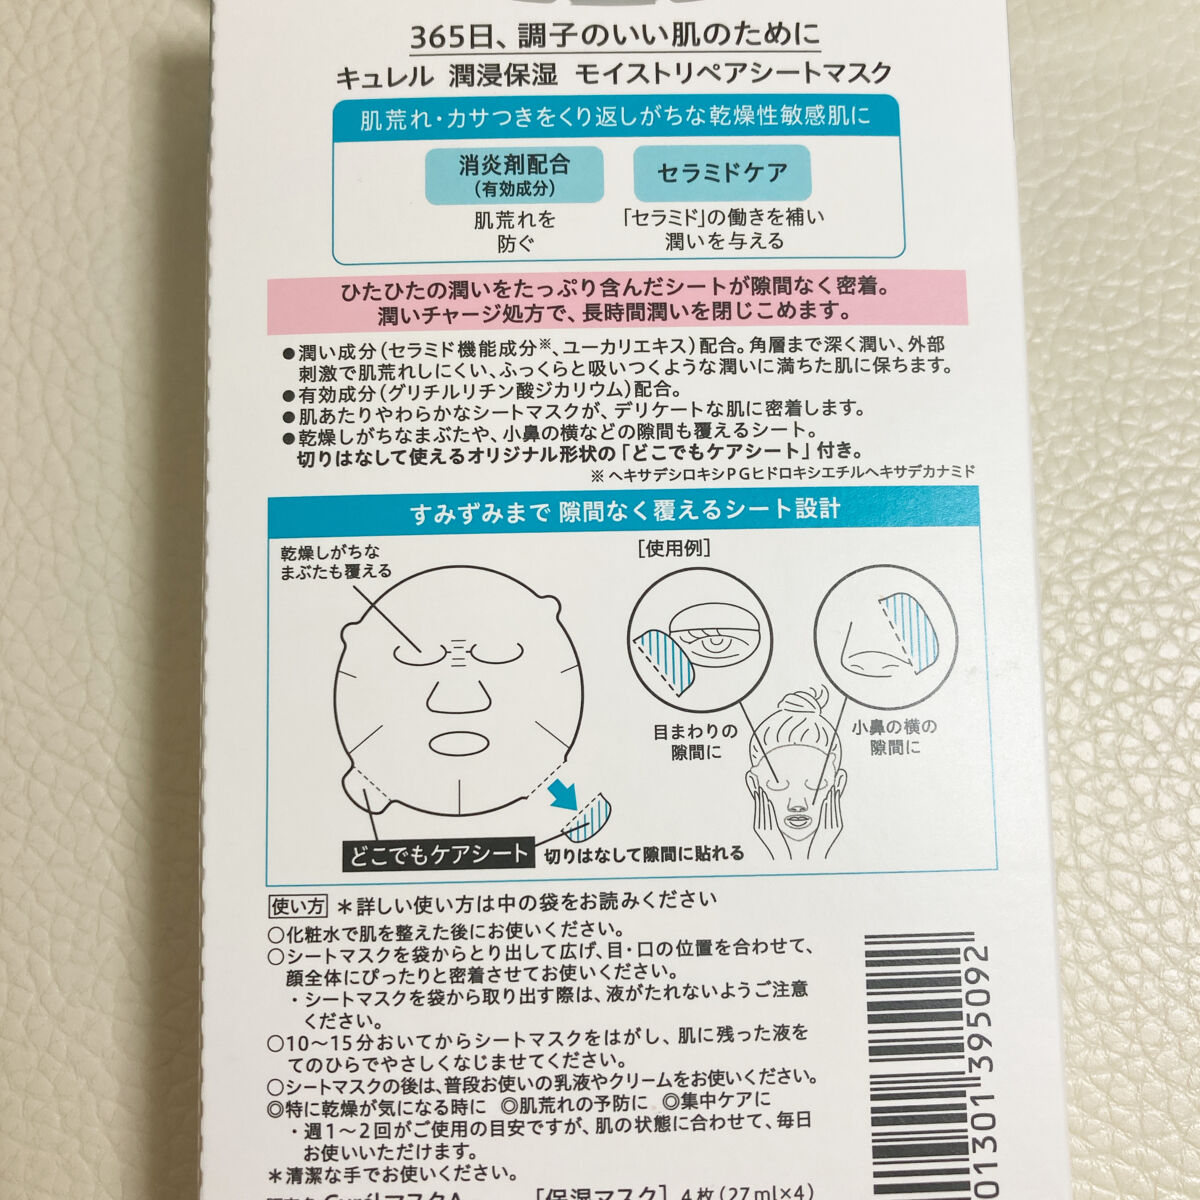 365日、調子のいい肌のために
キュレル 潤浸保湿 モイストリペアシートマスク
肌荒れ・カサつきをくり返しがちな乾燥性敏感肌に
消炎剤配合
(有効成分)
肌荒れを
防ぐ
セラミドケア
「セラミド」の働きを補い
潤いを与える
ひたひたの潤いをたっぷり含んだシートが隙間なく密着。
潤いチャージ処方で、長時間潤いを閉じこめます。
●潤い成分(セラミド機能成分※、ユーカリエキス)配合。角層まで深く潤い、外部
刺激で肌荒れしにくい、ふっくらと吸いつくような潤いに満ちた肌に保ちます。
●有効成分(グリチルリチン酸ジカリウム)配合。
●肌あたりやわらかなシートマスクが、デリケートな肌に密着します。
●乾燥しがちなまぶたや、小鼻の横などの隙間も覆えるシート。
切りはなして使えるオリジナル形状の「どこでもケアシート」付き。
※ヘキサデシロキシPGヒドロキシエチルヘキサデカナミド
すみずみまで 隙間なく覆えるシート設計
乾燥しがちな
まぶたも覆える
[使用例]
目まわりの
隙間に
小鼻の横の
隙間に
どこでもケアシート
切りはなして隙間に貼れる
使い方 *詳しい使い方は中の袋をお読みください
○化粧水で肌を整えた後にお使いください。
○シートマスクを袋からとり出して広げ、目・口の位置を合わせて、
顔全体にぴったりと密着させてお使いください。
・シートマスクを袋から取り出す際は、液がたれないようご注意
ください。
○10〜15分おいてからシートマスクをはがし、肌に残った液を
てのひらでやさしくなじませてください。
○シートマスクの後は、普段お使いの乳液やクリームをお使いください。
◎特に乾燥が気になる時に ◎肌荒れの予防に ◎集中ケアに
・週1〜2回がご使用の目安ですが、肌の状態に合わせて、毎日
お使いいただけます。
*清潔な手でお使いください。
CurélマスクA [保湿マスク] 4枚(27ml×4)
01301395092